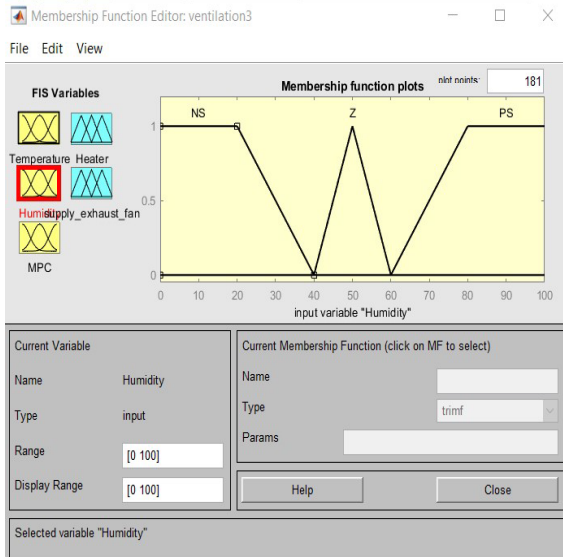 Membership Function Editor: ventilation3
File Edit View
FIS Variables
Membership function plots
plot points:
181
Temperature Heater
Humidity
supply_exhaust_fan
MPC
NS Z PS
1
0.5
0
0 10 20 30 40 50 60 70 80 90 100
input variable "Humidity"
Current Variable
Name Humidity
Type input
Range [0 100]
Display Range [0 100]
Current Membership Function (click on MF to select)
Name
Type trimf
Params
Help Close
Selected variable "Humidity"